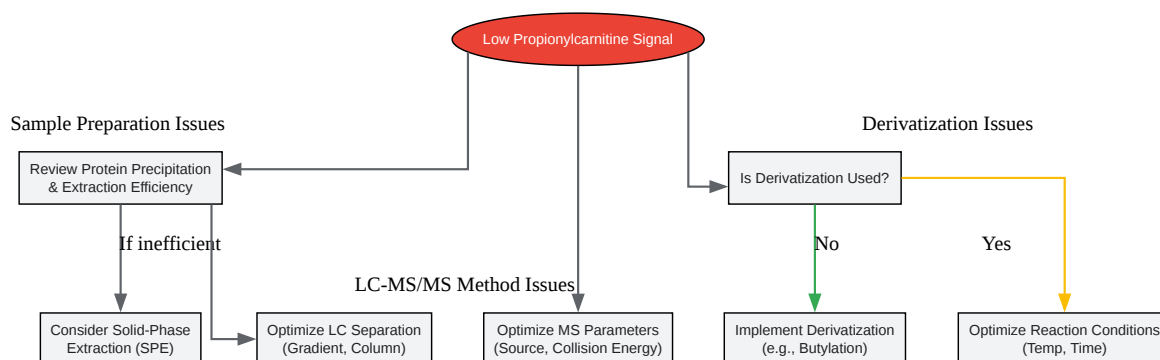 Low Propionylcarnitine Signal
Sample Preparation Issues
Derivatization Issues
Review Protein Precipitation
& Extraction Efficiency
Is Derivatization Used?
If inefficient
No
Yes
LC-MS/MS Method Issues
Consider Solid-Phase
Extraction (SPE)
Optimize LC Separation
(Gradient, Column)
Optimize MS Parameters
(Source, Collision Energy)
Implement Derivatization
(e.g., Butylation)
Optimize Reaction Conditions
(Temp, Time)